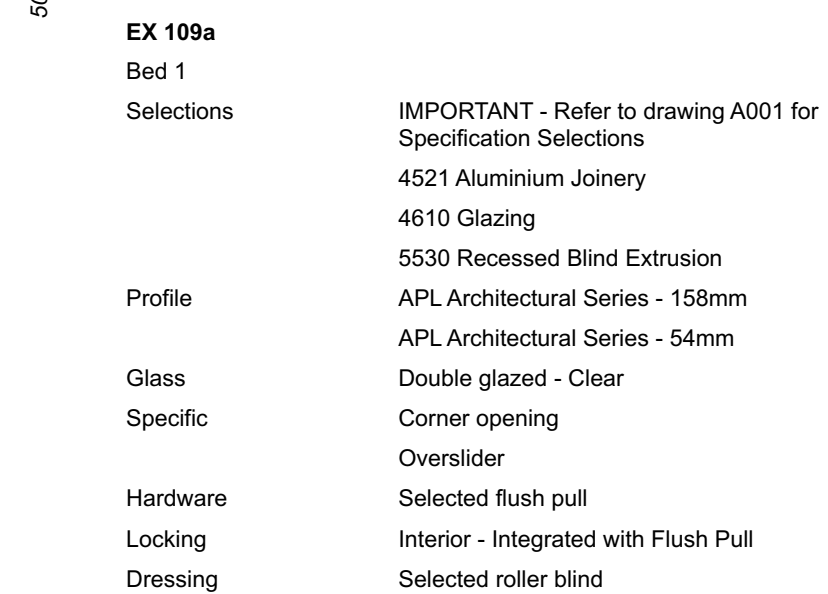 50
EX 109a
Bed 1
Selections IMPORTANT - Refer to drawing A001 for
Specification Selections
4521 Aluminium Joinery
4610 Glazing
5530 Recessed Blind Extrusion
Profile APL Architectural Series - 158mm
APL Architectural Series - 54mm
Glass Double glazed - Clear
Specific Corner opening
Overslider
Hardware Selected flush pull
Locking Interior - Integrated with Flush Pull
Dressing Selected roller blind